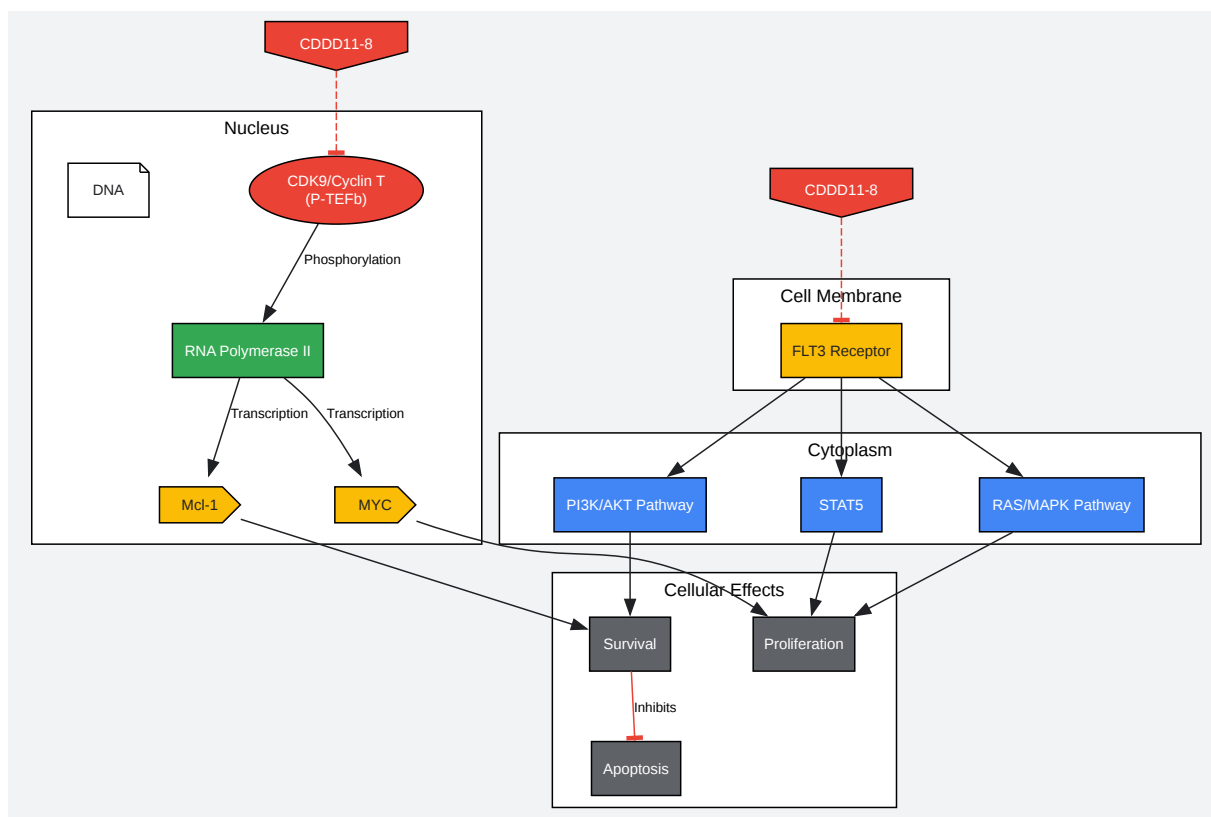 CDDD11-8
Nucleus
DNA
CDK9/Cyclin T
(P-TEFb)
CDDD11-8
Phosphorylation
Cell Membrane
RNA Polymerase II
FLT3 Receptor
Transcription
Transcription
Cytoplasm
Mcl-1
MYC
PI3K/AKT Pathway
STAT5
RAS/MAPK Pathway
Cellular Effects
Survival
Proliferation
Inhibits
Apoptosis